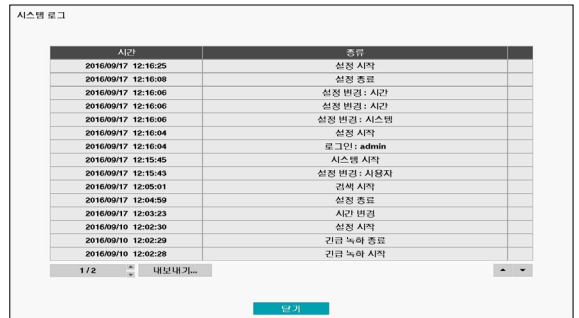 시스템 로그
시간 종류
2016/09/17 12:16:25 설정 시작
2016/09/17 12:16:08 설정 종료
2016/09/17 12:16:06 설정 변경 : 시간
2016/09/17 12:16:06 설정 변경 : 시간
2016/09/17 12:16:06 설정 변경 : 시스템
2016/09/17 12:16:04 설정 시작
2016/09/17 12:16:04 로그인 : admin
2016/09/17 12:15:45 시스템 시작
2016/09/17 12:15:43 설정 변경 : 사용자
2016/09/17 12:05:01 검색 시작
2016/09/17 12:04:59 설정 종료
2016/09/17 12:03:23 시간 변경
2016/09/10 12:02:30 설정 시작
2016/09/10 12:02:29 긴급 녹화 종료
2016/09/10 12:02:28 긴급 녹화 시작
1 / 2 내보내기...
닫기